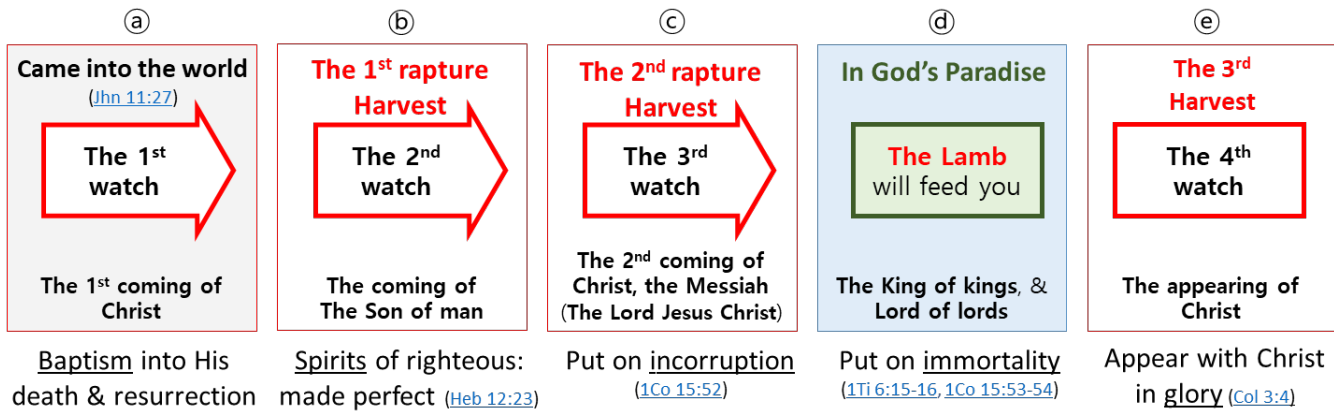 ⓐ
Came into the world
(Jhn 11:27)
The 1st
watch
The 1st coming of
Christ
Baptism into His
death & resurrection
ⓑ
The 1st rapture
Harvest
The 2nd
watch
The coming of
The Son of man
Spirits of righteous:
made perfect (Heb 12:23)
ⓒ
The 2nd rapture
Harvest
The 3rd
watch
The 2nd coming of
Christ, the Messiah
(The Lord Jesus Christ)
Put on incorruption
(1Co 15:52)
ⓓ
In God’s Paradise
The Lamb
will feed you
The King of kings, &
Lord of lords
Put on immortality
(1Ti 6:15-16, 1Co 15:53-54)
ⓔ
The 3rd
Harvest
The 4th
watch
The appearing of
Christ
Appear with Christ
in glory (Col 3:4)